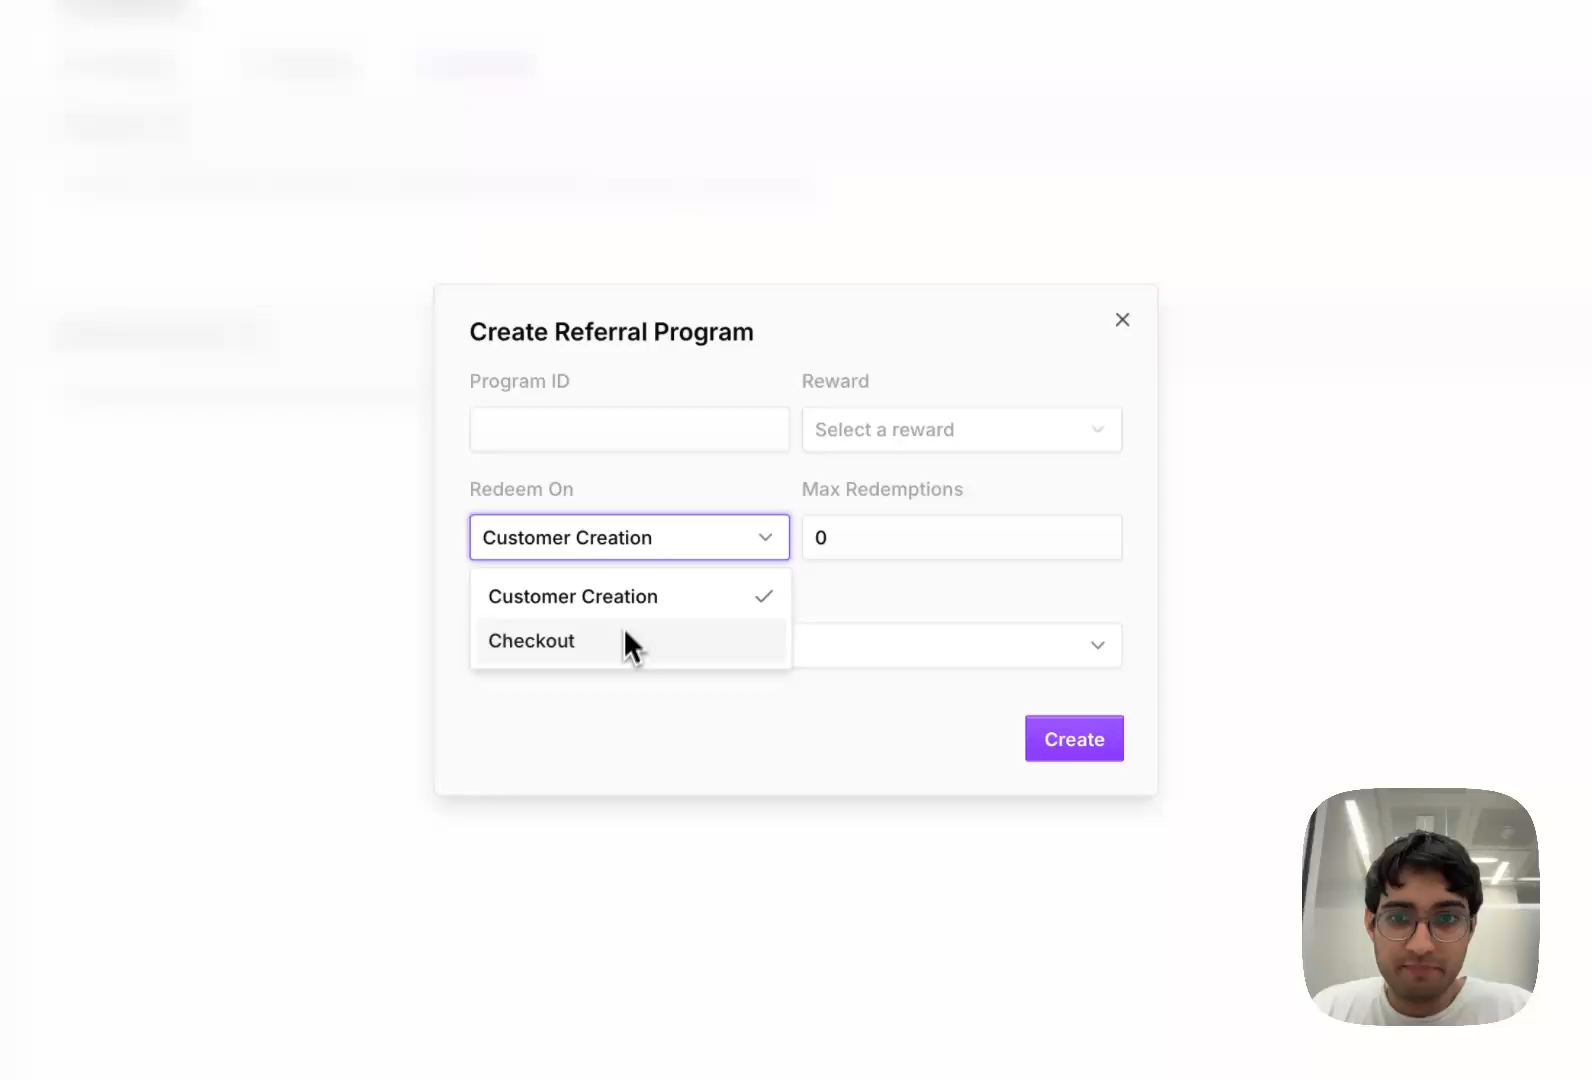 Create Referral Program
Program ID
Reward
Select a reward
Redeem On
Max Redemptions
Customer Creation
0
Customer Creation
Checkout
Create